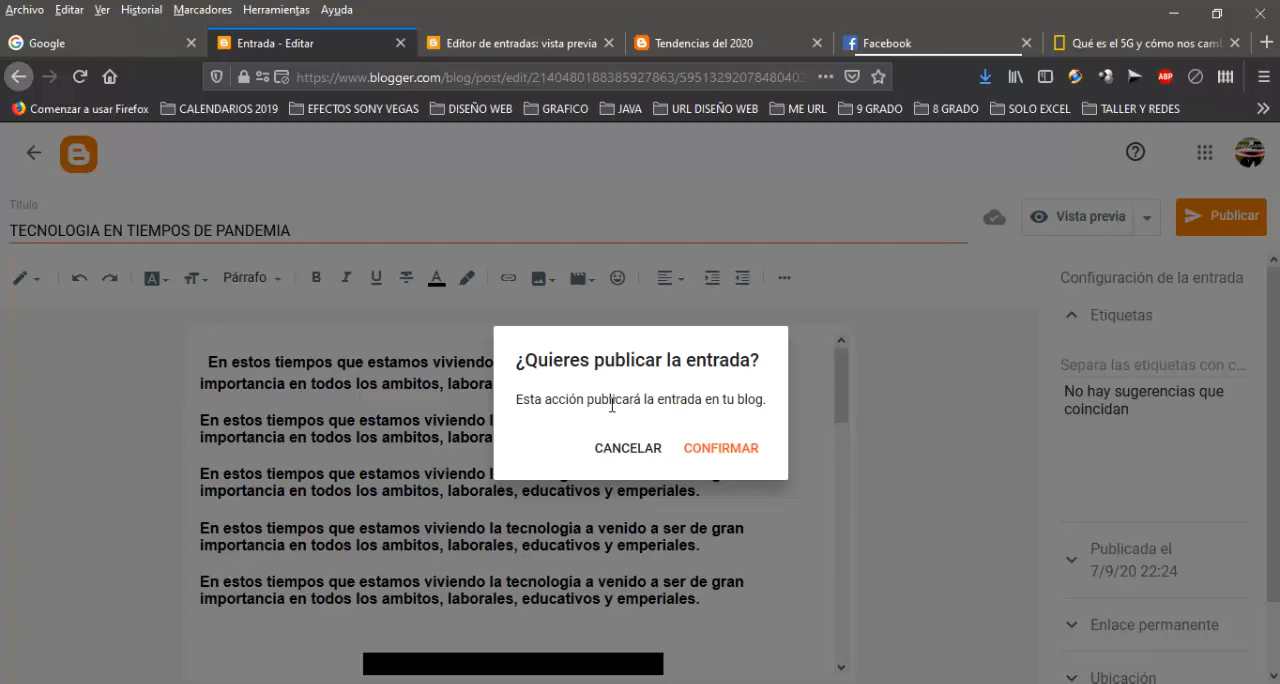 Archivo Editar Ver Historial Marcadores Herramientas Ayuda
Google Entrada - Editar Editor de entradas: vista previa Tendencias del 2020 Facebook Qué es el 5G y cómo nos camb
https://www.blogger.com/blog/post/edit/2140480188385927863/59513292078480402 ABP
Comenzar a usar Firefox CALENDARIOS 2019 EFECTOS SONY VEGAS DISEÑO WEB GRAFICO JAVA URL DISEÑO WEB ME URL 9 GRADO 8 GRADO SOLO EXCEL TALLER Y REDES
Título
TECNOLOGIA EN TIEMPOS DE PANDEMIA
Vista previa Publicar
Párrafo B I U A
Configuración de la entrada
Etiquetas
Separa las etiquetas con c...
No hay sugerencias que
coincidan
Publicada el
7/9/20 22:24
Enlace permanente
Ubicación
¿Quieres publicar la entrada?
Esta acción publicará la entrada en tu blog.
CANCELAR CONFIRMAR
En estos tiempos que estamos viviendo
importancia en todos los ambitos, labora
En estos tiempos que estamos viviendo
importancia en todos los ambitos, labora
En estos tiempos que estamos viviendo
importancia en todos los ambitos, laborales, educativos y emperiales.
En estos tiempos que estamos viviendo la tecnologia a venido a ser de gran
importancia en todos los ambitos, laborales, educativos y emperiales.
En estos tiempos que estamos viviendo la tecnologia a venido a ser de gran
importancia en todos los ambitos, laborales, educativos y emperiales.